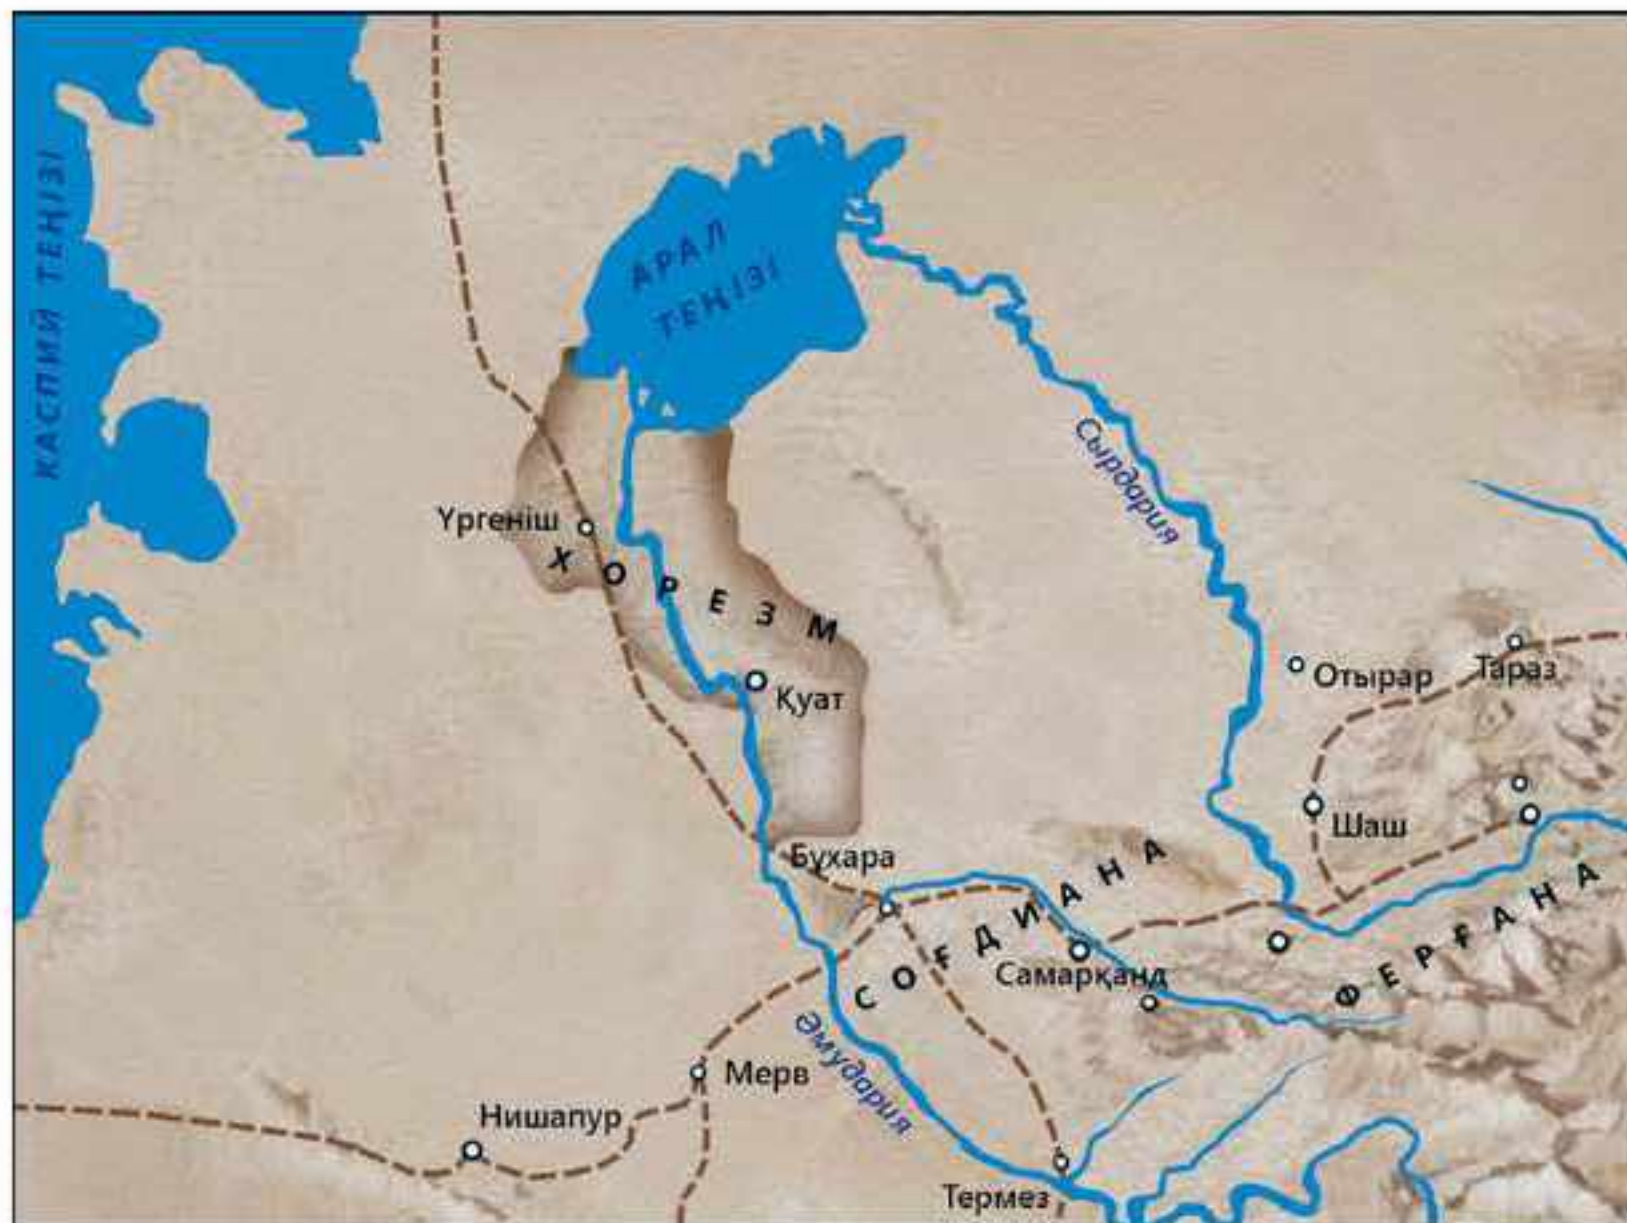 КАСПИЙ ТЕҢІЗІ
АРАЛ
ТЕҢІЗІ
Сырдария
Үргеніш
ХОРЕЗМ
Қуат
Отырар
Тараз
Шаш
Бұхара
СОҒДИАНА
Самарқанд
ФЕРҒАНА
Әмудария
Мерв
Нишапур
Термез